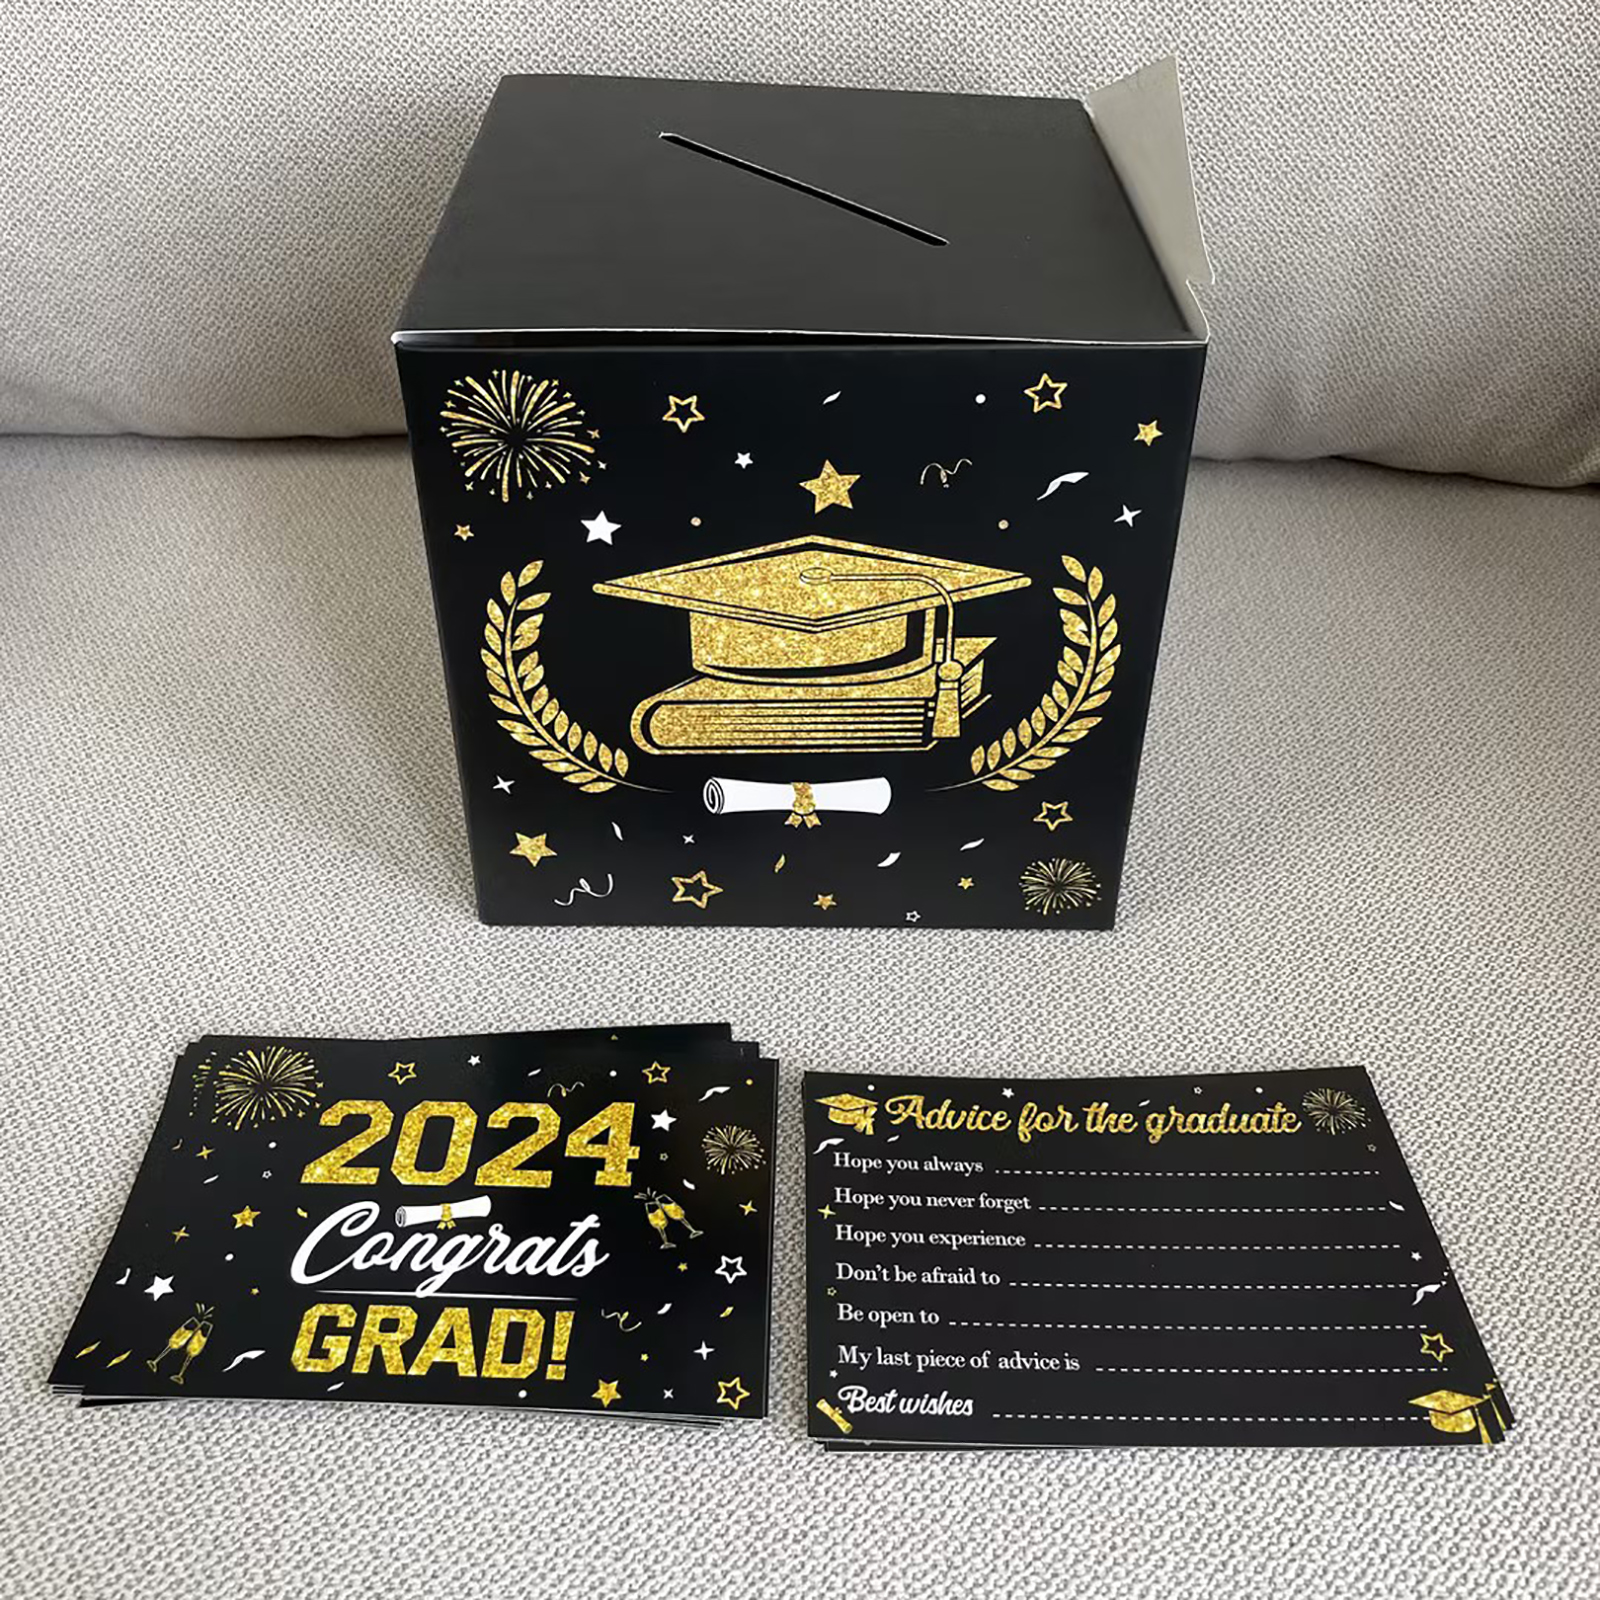 2024
Congrats
GRAD!
Advice for the graduate
Hope you always
Hope you never forget
Hope you experience
Don't be afraid to
Be open to
My last piece of advice is
Best wishes